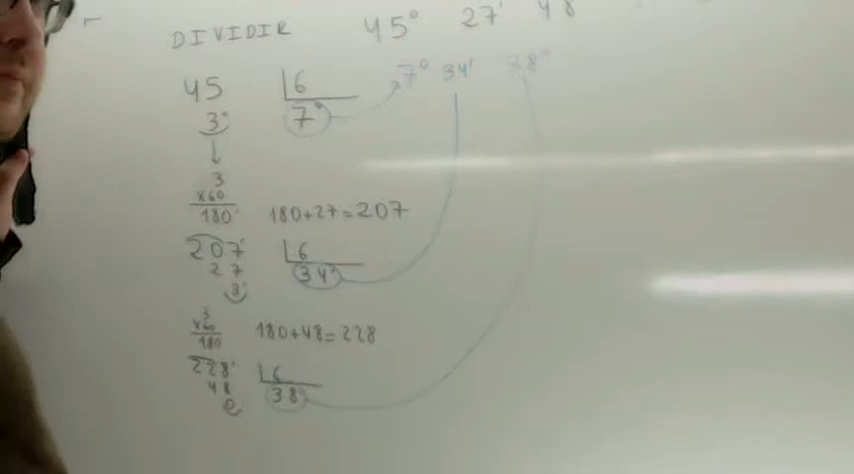 DIVIDIR 45° 27' 48
45 6 7° 34' 38"
3° 7°
3
x60
180' 180+27=207
207' 6
27 34'
3'
3
x60
180 180+48=228
228' 6
48 38
0